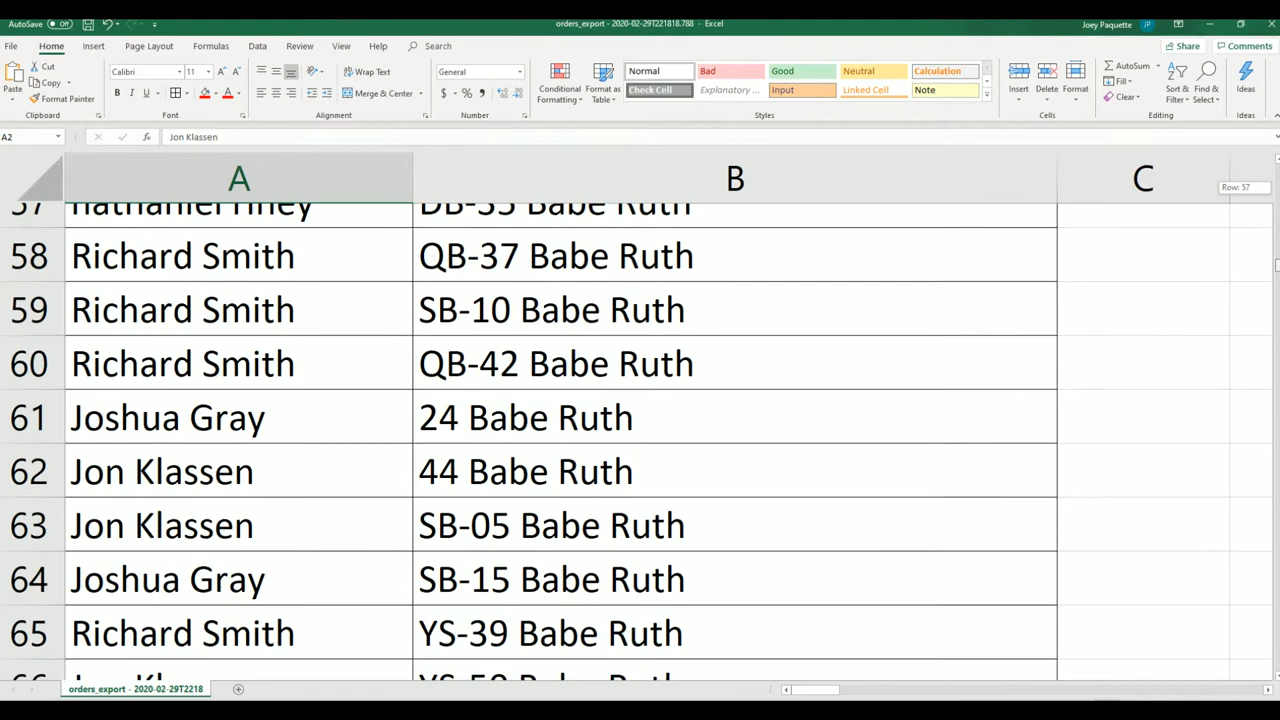 AutoSave Off
orders_export - 2020-02-29T221818.788 - Excel
Joey Paquette JP
File Home Insert Page Layout Formulas Data Review View Help Search Share Comments
Cut
Copy
Format Painter
Paste
Clipboard
Calibri 11
B I U A
Font
Wrap Text
Merge & Center
Alignment
General
$ % ,
Number
Conditional Formatting
Format as Table
Normal Bad Good Neutral Calculation
Check Cell Explanatory ... Input Linked Cell Note
Styles
Insert Delete Format
Cells
AutoSum
Fill
Clear
Sort & Filter
Find & Select
Editing
Ideas
Ideas
A2 fx Jon Klassen
A B C
Row: 57
57 Babe Ruth
58 Richard Smith QB-37 Babe Ruth
59 Richard Smith SB-10 Babe Ruth
60 Richard Smith QB-42 Babe Ruth
61 Joshua Gray 24 Babe Ruth
62 Jon Klassen 44 Babe Ruth
63 Jon Klassen SB-05 Babe Ruth
64 Joshua Gray SB-15 Babe Ruth
65 Richard Smith YS-39 Babe Ruth
orders_export - 2020-02-29T2218